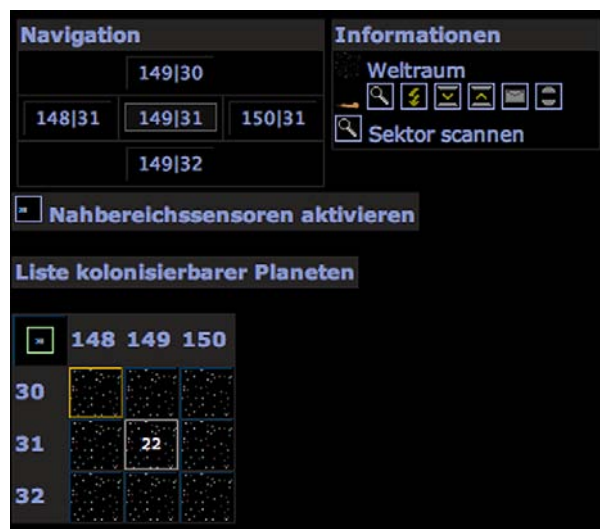 Navigation
149|30
148|31 149|31 150|31
149|32
Informationen
Weltraum
Sektor scannen
Nahbereichssensoren aktivieren
Liste kolonisierbarer Planeten
148 149 150
30
31 22
32